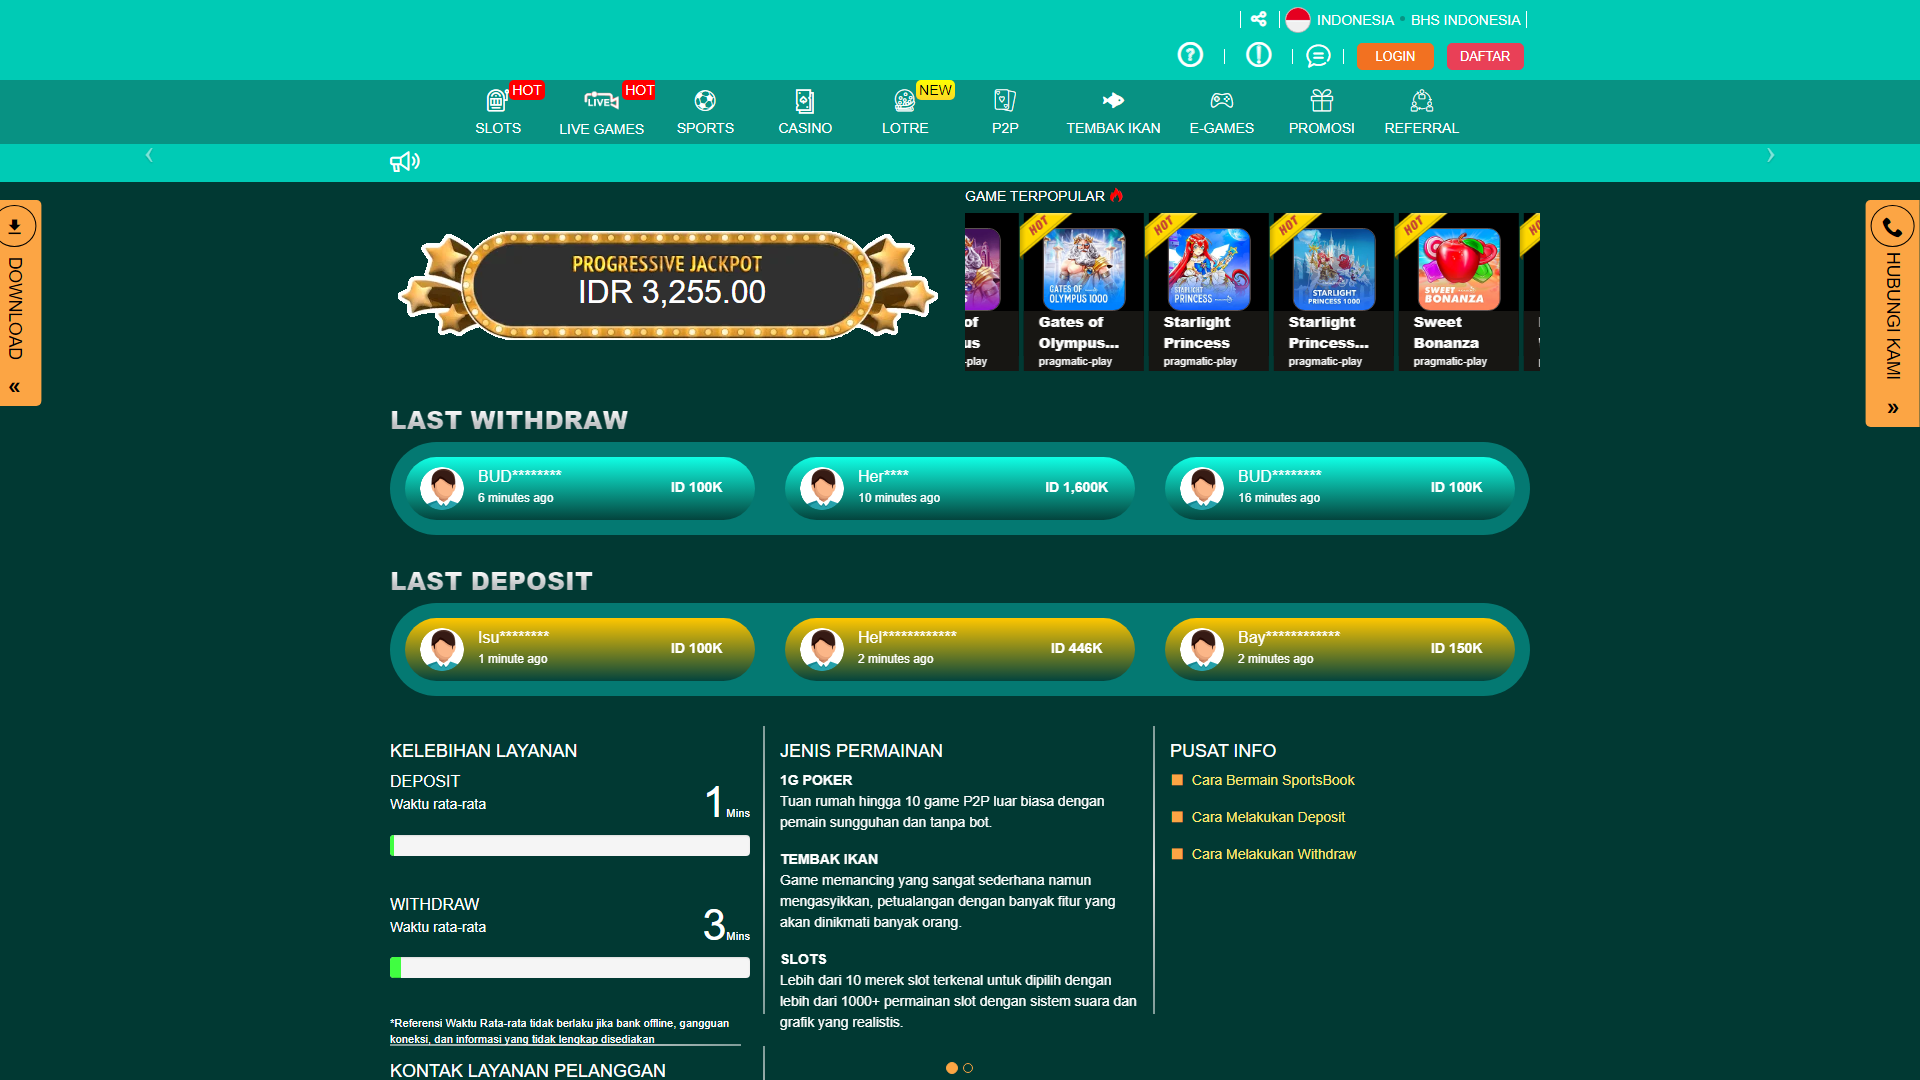 INDONESIA • BHS INDONESIA
LOGIN
DAFTAR
HOT
HOT
NEW
LIVE
SLOTS
LIVE GAMES
SPORTS
CASINO
LOTRE
P2P
TEMBAK IKAN
E-GAMES
PROMOSI
REFERRAL
DOWNLOAD
«
HUBUNGI KAMI
»
PROGRESSIVE JACKPOT
IDR 3,255.00
GAME TERPOPULAR
HOT
HOT
HOT
HOT
GATES OF
OLYMPUS 1000
STARLIGHT
PRINCESS
STARLIGHT
PRINCESS 1000
SWEET
BONANZA
of
us
-play
Gates of
Olympus...
pragmatic-play
Starlight
Princess
pragmatic-play
Starlight
Princess...
pragmatic-play
Sweet
Bonanza
pragmatic-play
LAST WITHDRAW
BUD********
6 minutes ago
ID 100K
Her****
10 minutes ago
ID 1,600K
BUD********
16 minutes ago
ID 100K
LAST DEPOSIT
Isu********
1 minute ago
ID 100K
Hel************
2 minutes ago
ID 446K
Bay************
2 minutes ago
ID 150K
KELEBIHAN LAYANAN
DEPOSIT
Waktu rata-rata
1 Mins
WITHDRAW
Waktu rata-rata
3 Mins
*Referensi Waktu Rata-rata tidak berlaku jika bank offline, gangguan
koneksi, dan informasi yang tidak lengkap disediakan
KONTAK LAYANAN PELANGGAN
JENIS PERMAINAN
1G POKER
Tuan rumah hingga 10 game P2P luar biasa dengan
pemain sungguhan dan tanpa bot.
TEMBAK IKAN
Game memancing yang sangat sederhana namun
mengasyikkan, petualangan dengan banyak fitur yang
akan dinikmati banyak orang.
SLOTS
Lebih dari 10 merek slot terkenal untuk dipilih dengan
lebih dari 1000+ permainan slot dengan sistem suara dan
grafik yang realistis.
PUSAT INFO
Cara Bermain SportsBook
Cara Melakukan Deposit
Cara Melakukan Withdraw